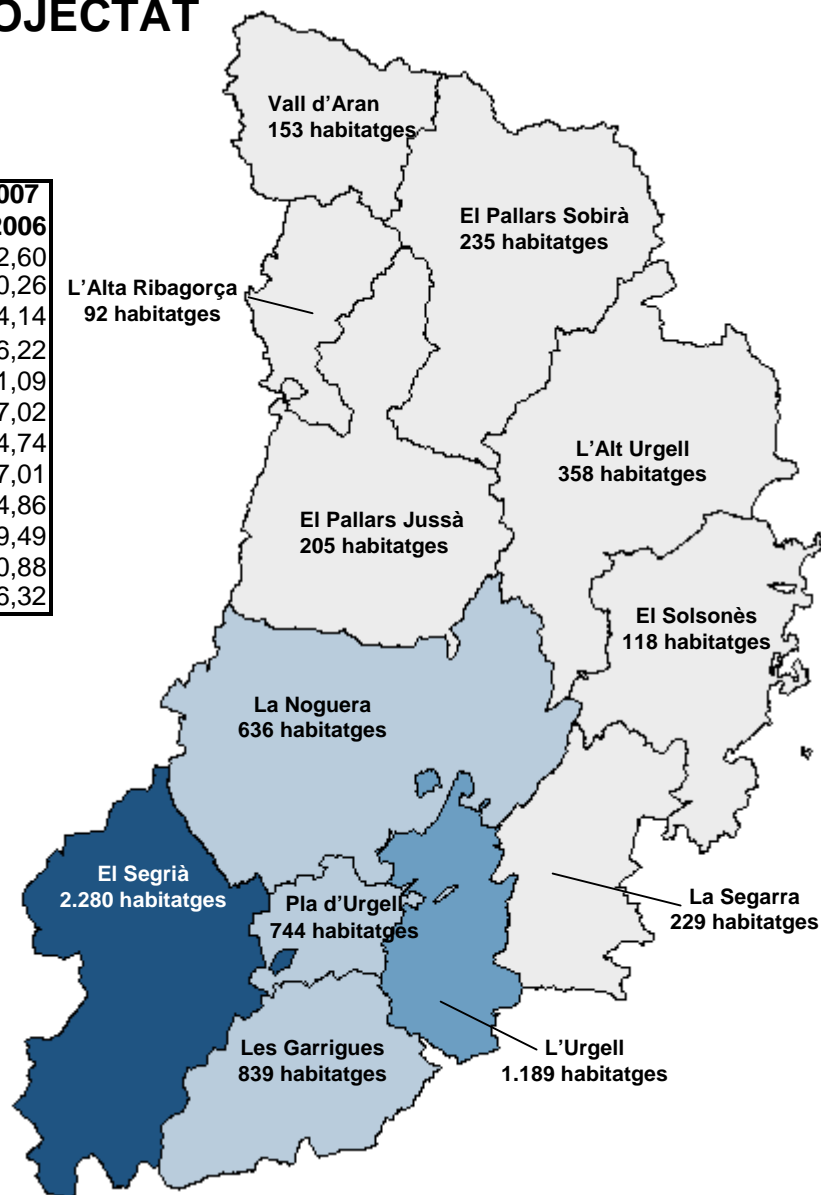 OJECTAT
Vall d'Aran
153 habitatges
007
2006
2,60
0,26
4,14
6,22
1,09
7,02
4,74
7,01
4,86
9,49
0,88
6,32
El Pallars Sobirà
235 habitatges
L'Alta Ribagorça
92 habitatges
L'Alt Urgell
358 habitatges
El Pallars Jussà
205 habitatges
El Solsonès
118 habitatges
La Noguera
636 habitatges
El Segrià
2.280 habitatges
Pla d'Urgell
744 habitatges
La Segarra
229 habitatges
Les Garrigues
839 habitatges
L'Urgell
1.189 habitatges